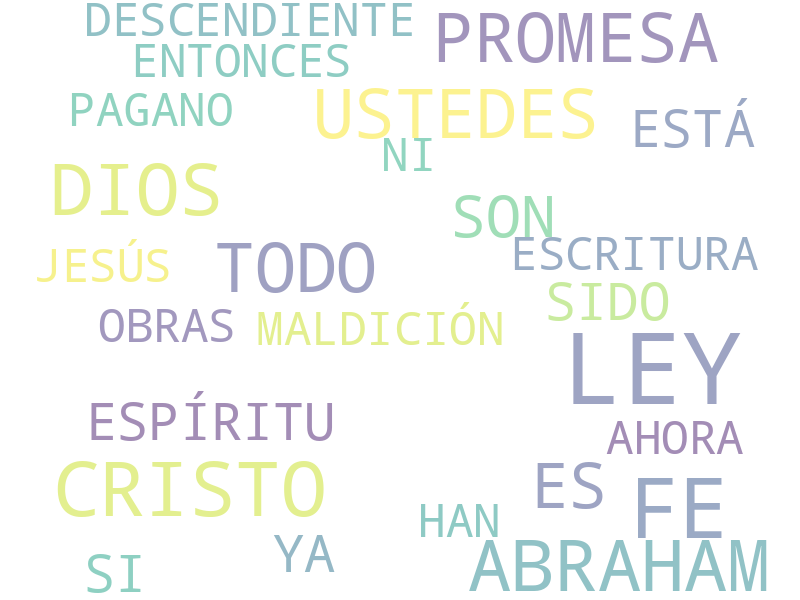 DESCENDIENTE
PROMESA
ENTONCES
PAGANO
USTEDES
ESTÁ
NI
DIOS
SON
JESÚS
TODO
ESCRITURA
OBRAS
MALDICIÓN
SIDO
LEY
ESPÍRITU
AHORA
CRISTO
ES
FE
HAN
YA
SI
ABRAHAM